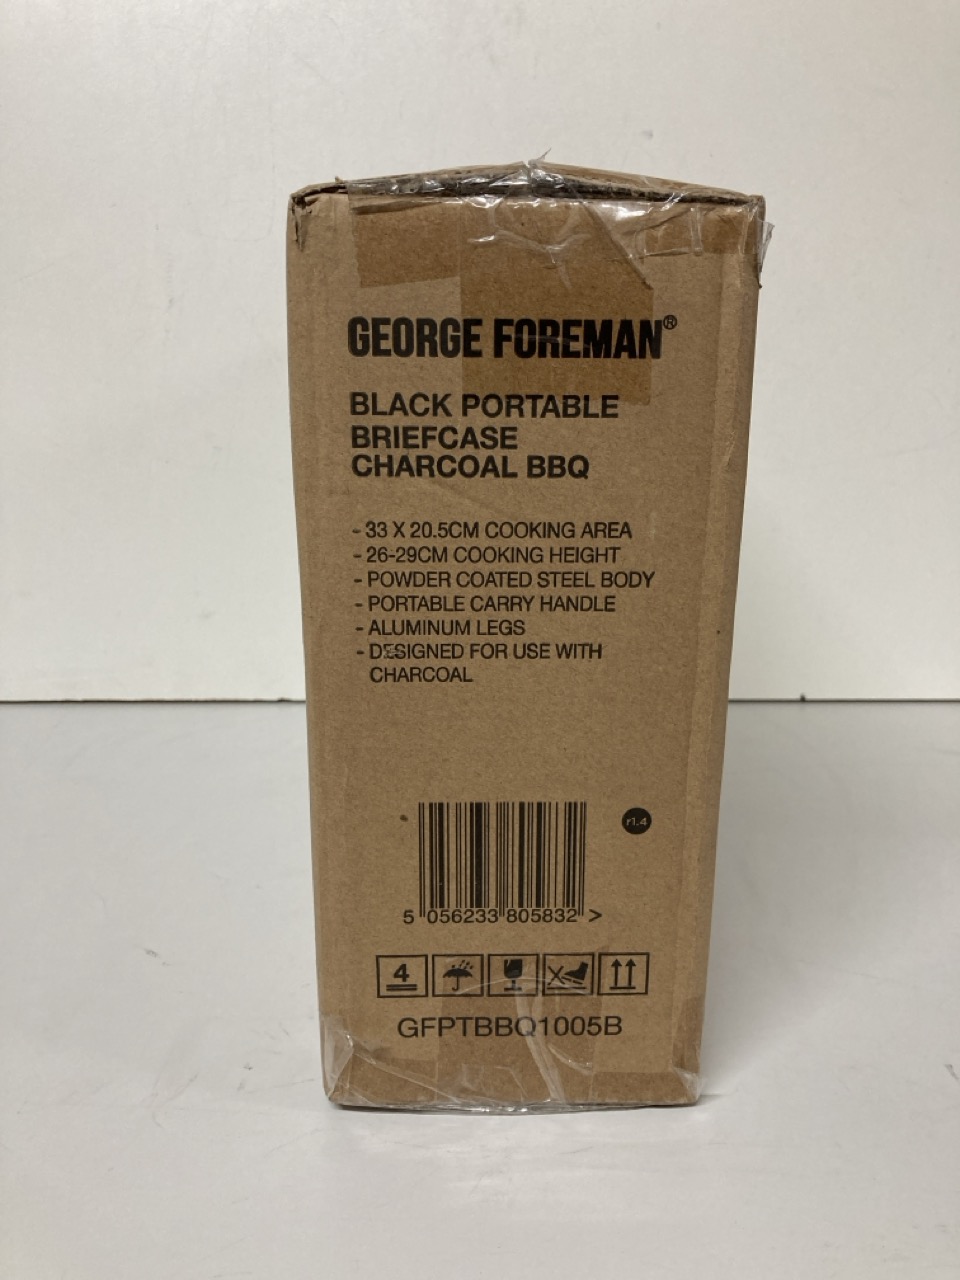 GEORGE FOREMAN®
BLACK PORTABLE
BRIEFCASE
CHARCOAL BBQ
- 33 X 20.5CM COOKING AREA
- 26-29CM COOKING HEIGHT
- POWDER COATED STEEL BODY
- PORTABLE CARRY HANDLE
- ALUMINUM LEGS
- DESIGNED FOR USE WITH
CHARCOAL
r1.4
5 056233 805832 >
4
GFPTBBQ1005B